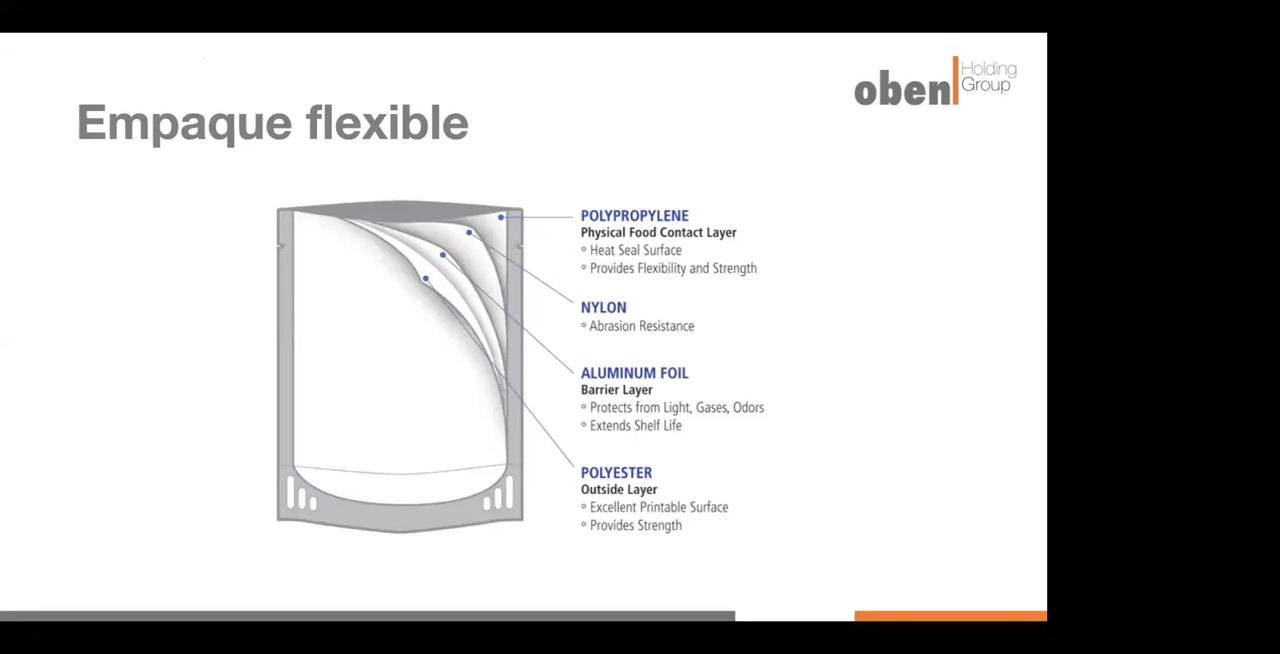 oben Holding Group
Empaque flexible
POLYPROPYLENE
Physical Food Contact Layer
° Heat Seal Surface
° Provides Flexibility and Strength
NYLON
° Abrasion Resistance
ALUMINUM FOIL
Barrier Layer
° Protects from Light, Gases, Odors
° Extends Shelf Life
POLYESTER
Outside Layer
° Excellent Printable Surface
° Provides Strength